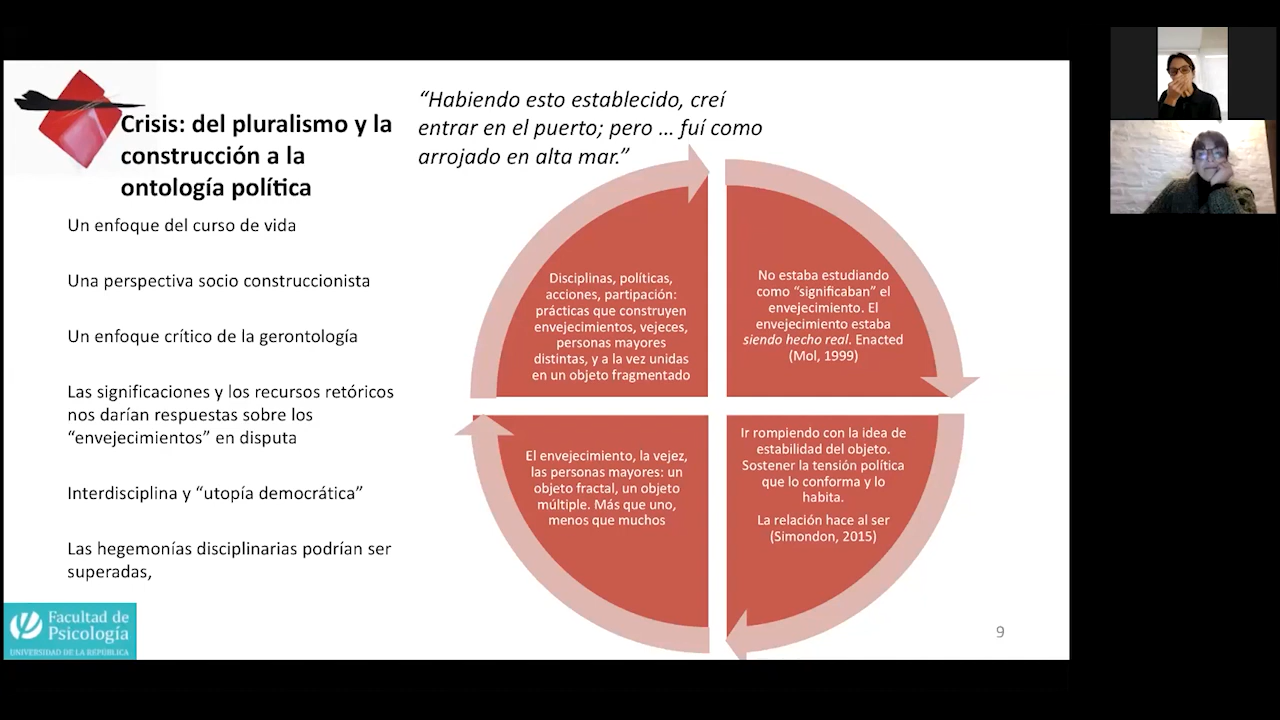 Crisis: del pluralismo y la
construcción a la
ontología política
“Habiendo esto establecido, creí
entrar en el puerto; pero ... fuí como
arrojado en alta mar.”
Un enfoque del curso de vida
Una perspectiva socio construccionista
Un enfoque crítico de la gerontología
Las significaciones y los recursos retóricos
nos darían respuestas sobre los
“envejecimientos” en disputa
Interdisciplina y “utopía democrática”
Las hegemonías disciplinarias podrían ser
superadas,
Disciplinas, políticas,
acciones, partipación:
prácticas que construyen
envejecimientos, vejeces,
personas mayores
distintas, y a la vez unidas
en un objeto fragmentado
No estaba estudiando
como “significaban” el
envejecimiento. El
envejecimiento estaba
siendo hecho real. Enacted
(Mol, 1999)
El envejecimiento, la vejez,
las personas mayores: un
objeto fractal, un objeto
múltiple. Más que uno,
menos que muchos
Ir rompiendo con la idea de
estabilidad del objeto.
Sostener la tensión política
que lo conforma y lo
habita.
La relación hace al ser
(Simondon, 2015)
Facultad de
Psicología
UNIVERSIDAD DE LA REPÚBLICA
9